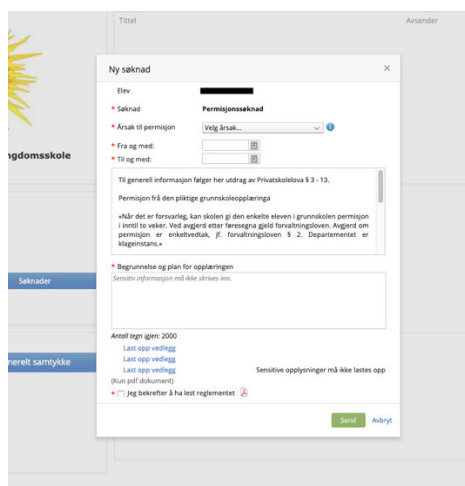 Tittel
Avsender
Ny søknad
×
Elev
* Søknad
Permisjonssøknad
* Årsak til permisjon
Velg årsak...
* Fra og med:
* Til og med:
ngdomsskole
Til generell informasjon følger her utdrag av Privatskolelova § 3 - 13.
Permisjon frå den pliktige grunnskoleopplæringa
«Når det er forsvarleg, kan skolen gi den enkelte eleven i grunnskolen permisjon
i inntil to veker. Ved avgjerd etter føresegna gjeld forvaltningsloven. Avgjerd om
permisjon er enkeltvedtak, jf. forvaltningsloven § 2. Departementet er
klageinstans.»
* Begrunnelse og plan for opplæringen
Sensitiv informasjon må ikke skrives inn.
Søknader
Antall tegn igjen: 2000
Last opp vedlegg
Last opp vedlegg
Last opp vedlegg
Sensitive opplysninger må ikke lastes opp
nerelt samtykke
(Kun pdf dokument)
* Jeg bekrefter å ha lest reglementet
Send
Avbryt